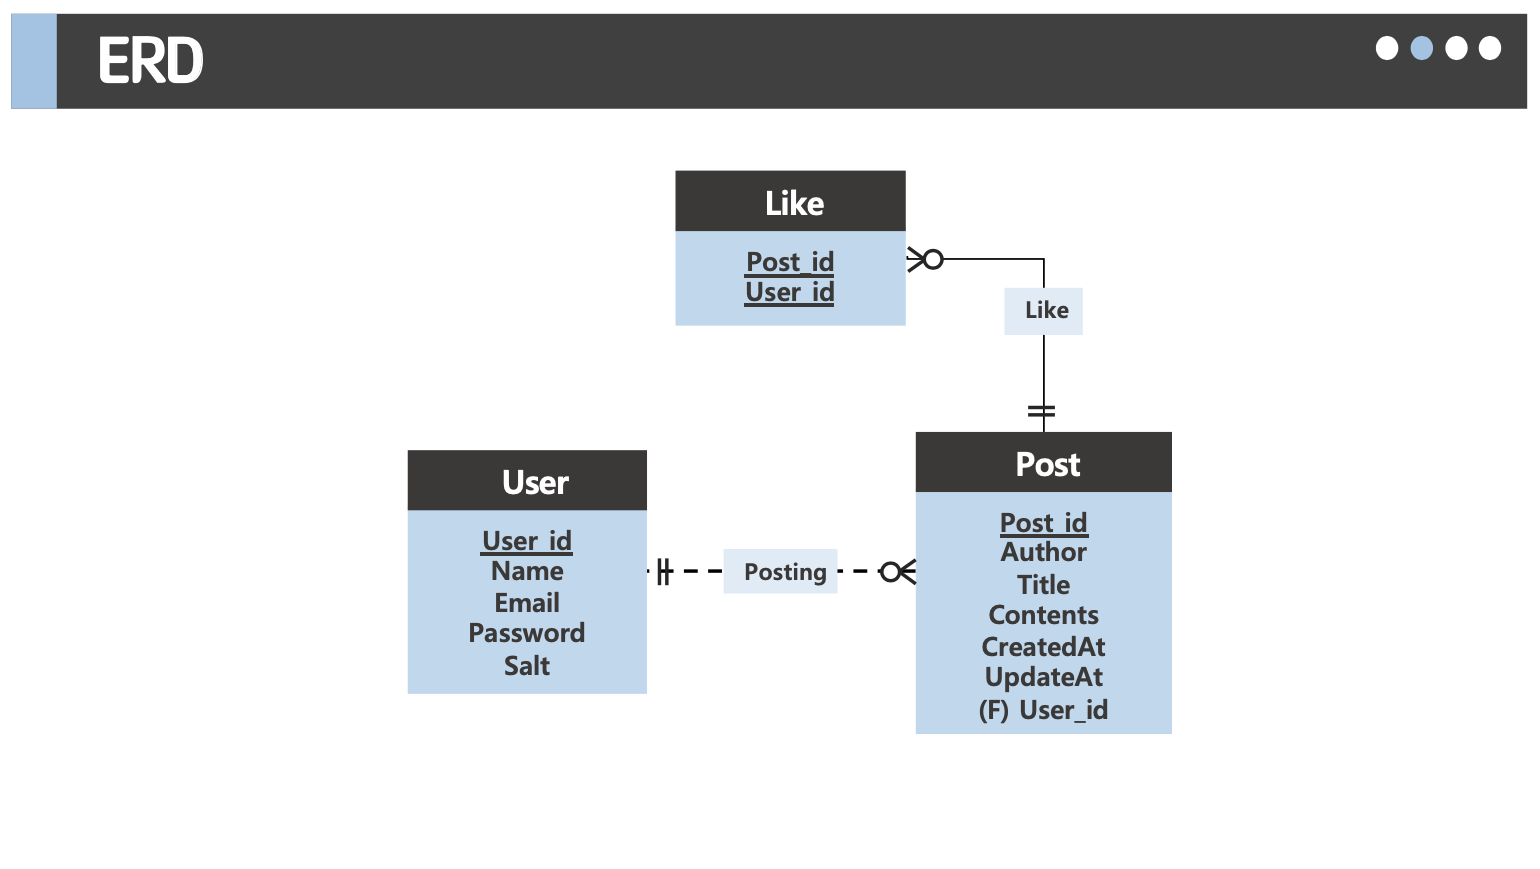 ERD
Like
Post_id
User_id
Like
Post
Post_id
Author
Title
Contents
CreatedAt
UpdateAt
(F) User_id
User
User_id
Name
Email
Password
Salt
Posting